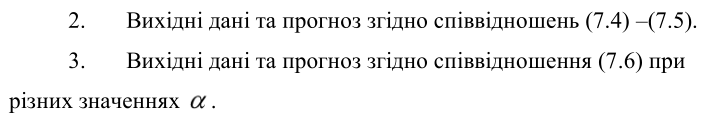 2. Вихідні дані та прогноз згідно співвідношень (7.4) –(7.5).
3. Вихідні дані та прогноз згідно співвідношення (7.6) при
різних значеннях α .